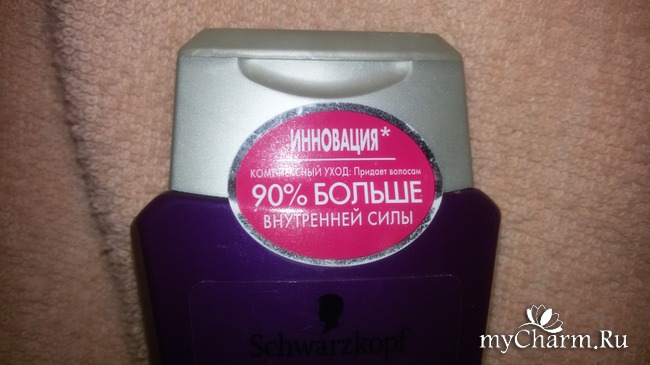 ИННОВАЦИЯ*
КОМПЛЕКСНЫЙ УХОД: Придает волосам
90% БОЛЬШЕ
ВНУТРЕННЕЙ СИЛЫ
Schwarzkopf
myCharm.Ru